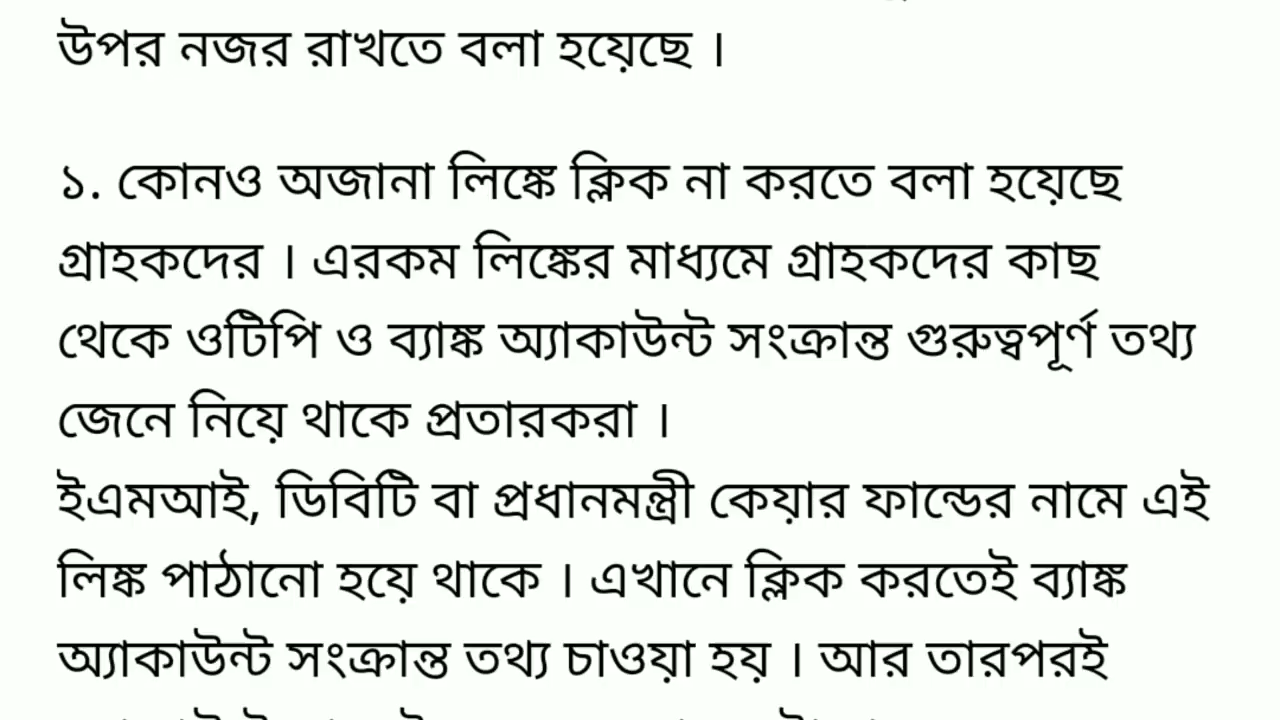 উপর নজর রাখতে বলা হয়েছে ।
১. কোনও অজানা লিঙ্কে ক্লিক না করতে বলা হয়েছে
গ্রাহকদের । এরকম লিঙ্কের মাধ্যমে গ্রাহকদের কাছ
থেকে ওটিপি ও ব্যাঙ্ক অ্যাকাউন্ট সংক্রান্ত গুরুত্বপূর্ণ তথ্য
জেনে নিয়ে থাকে প্রতারকরা ।
ইএমআই, ডিবিটি বা প্রধানমন্ত্রী কেয়ার ফান্ডের নামে এই
লিঙ্ক পাঠানো হয়ে থাকে । এখানে ক্লিক করতেই ব্যাঙ্ক
অ্যাকাউন্ট সংক্রান্ত তথ্য চাওয়া হয় । আর তারপরই